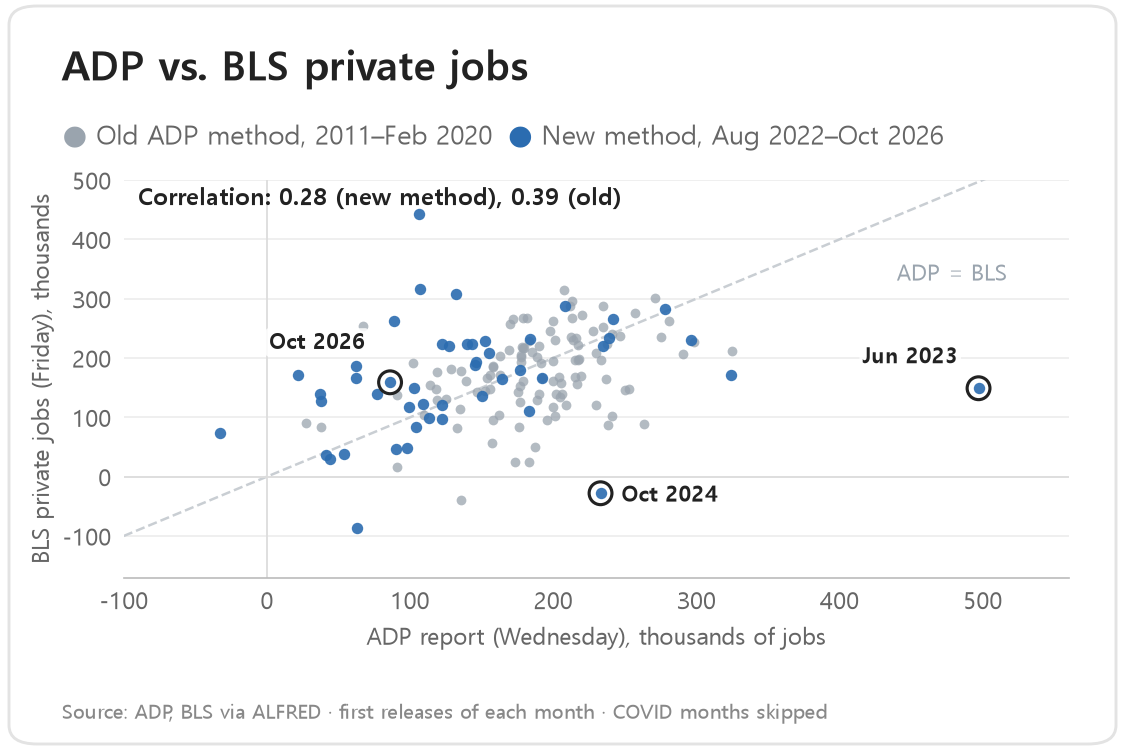 ADP vs. BLS private jobs
Old ADP method, 2011–Feb 2020
New method, Aug 2022–Oct 2026
Correlation: 0.28 (new method), 0.39 (old)
BLS private jobs (Friday), thousands
500
400
300
200
100
0
-100
ADP = BLS
Oct 2026
Jun 2023
Oct 2024
-100
0
100
200
300
400
500
ADP report (Wednesday), thousands of jobs
Source: ADP, BLS via ALFRED · first releases of each month · COVID months skipped